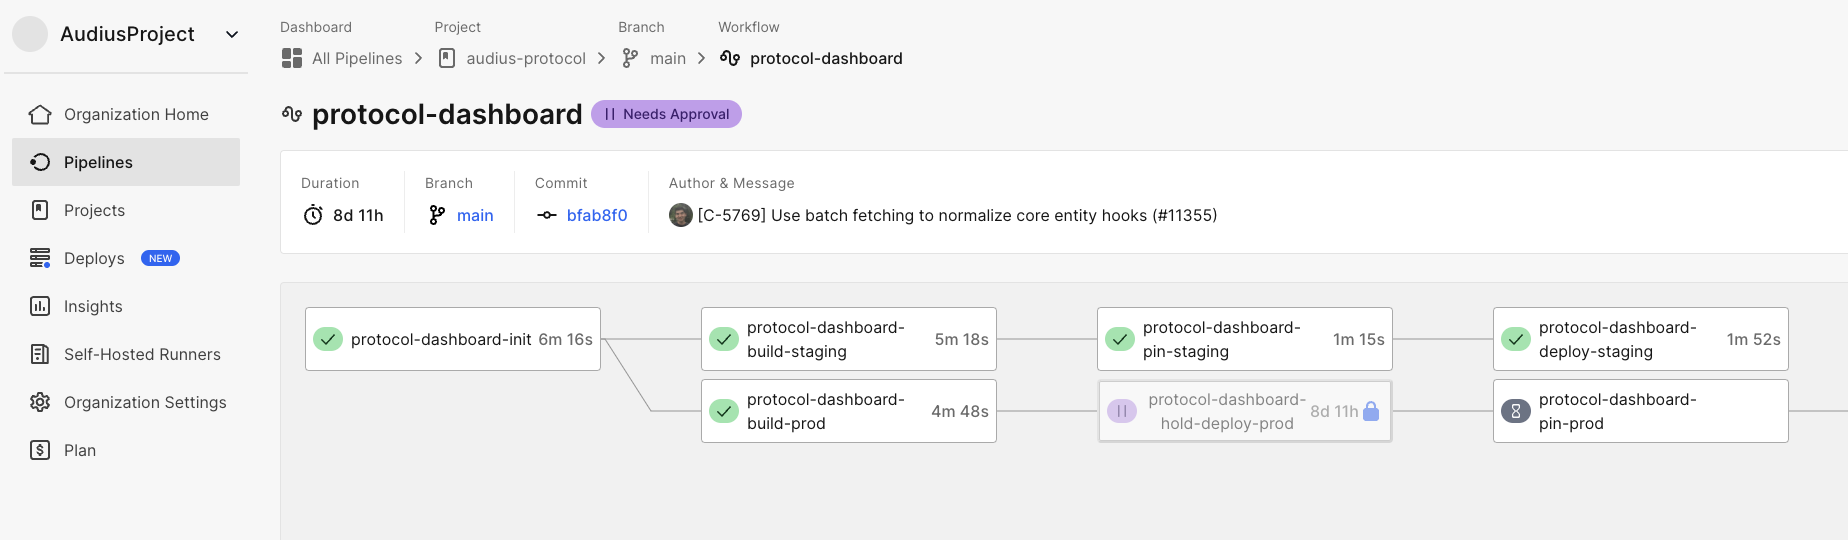 AudiusProject
Organization Home
Pipelines
Projects
Deploys NEW
Insights
Self-Hosted Runners
Organization Settings
Plan
Dashboard Project Branch Workflow
All Pipelines audius-protocol main protocol-dashboard
protocol-dashboard Needs Approval
Duration Branch Commit Author & Message
8d 11h main bfab8f0 [C-5769] Use batch fetching to normalize core entity hooks (#11355)
protocol-dashboard-init 6m 16s
protocol-dashboard-
build-staging
5m 18s
protocol-dashboard-
pin-staging
1m 15s
protocol-dashboard-
deploy-staging
1m 52s
protocol-dashboard-
build-prod
4m 48s
protocol-dashboard-
hold-deploy-prod
8d 11h
protocol-dashboard-
pin-prod